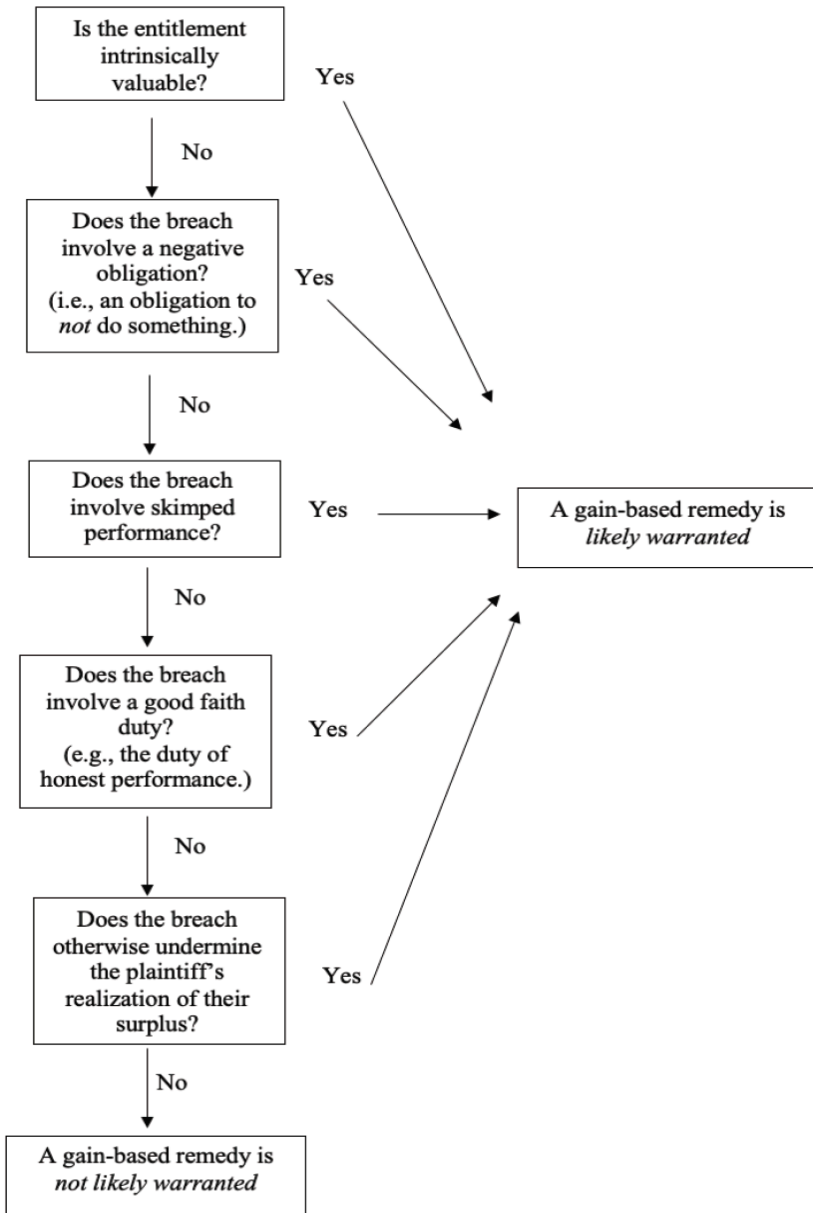 Is the entitlement
intrinsically
valuable?
Yes
No
Does the breach
involve a negative
obligation?
(i.e., an obligation to
not do something.)
Yes
No
Does the breach
involve skimped
performance?
Yes
A gain-based remedy is
likely warranted
No
Does the breach
involve a good faith
duty?
(e.g., the duty of
honest performance.)
Yes
No
Does the breach
otherwise undermine
the plaintiff’s
realization of their
surplus?
Yes
No
A gain-based remedy is
not likely warranted